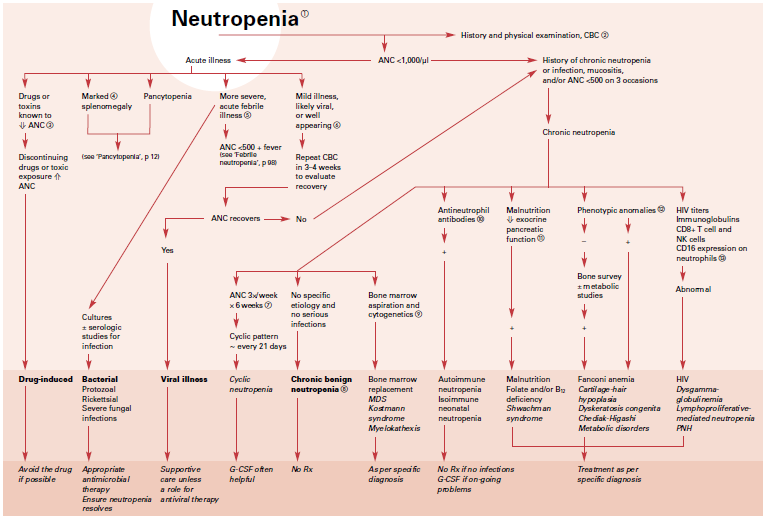 Neutropenia ①
History and physical examination, CBC ②
Acute illness
ANC <1,000/μl
History of chronic neutropenia
or infection, mucositis,
and/or ANC <500 on 3 occasions
Drugs or
toxins
known to
⇩ ANC ③
Marked ④
splenomegaly
Pancytopenia
More severe,
acute febrile
illness ⑤
Mild illness,
likely viral,
or well
appearing ⑥
Chronic neutropenia
Discontinuing
drugs or toxic
exposure ⇧
ANC
(see 'Pancytopenia', p 12)
ANC <500 + fever
(see 'Febrile
neutropenia', p 98)
Repeat CBC
in 3–4 weeks
to evaluate
recovery
ANC recovers
No
Yes
Antineutrophil
antibodies ⑩
+
Malnutrition
⇩ exocrine
pancreatic
function ⑪
+
Phenotypic anomalies ⑫
–
+
Bone survey
± metabolic
studies
+
HIV titers
Immunoglobulins
CD8+ T cell and
NK cells
CD16 expression on
neutrophils ⑬
Abnormal
Cultures
± serologic
studies for
infection
ANC 3x/week
× 6 weeks ⑦
Cyclic pattern
~ every 21 days
No specific
etiology and
no serious
infections
Bone marrow
aspiration and
cytogenetics ⑨
Drug-induced
Bacterial
Protozoal
Rickettsial
Severe fungal
infections
Viral illness
Cyclic
neutropenia
Chronic benign
neutropenia ⑧
Bone marrow
replacement
MDS
Kostmann
syndrome
Myelokathexis
Autoimmune
neutropenia
Isoimmune
neonatal
neutropenia
Malnutrition
Folate and/or B12
deficiency
Shwachman
syndrome
Fanconi anemia
Cartilage-hair
hypoplasia
Dyskeratosis congenita
Chediak-Higashi
Metabolic disorders
HIV
Dysgamma-
globulinemia
Lymphoproliferative-
mediated neutropenia
PNH
Avoid the drug
if possible
Appropriate
antimicrobial
therapy
Ensure neutropenia
resolves
Supportive
care unless
a role for
antiviral therapy
G-CSF often
helpful
No Rx
As per specific
diagnosis
No Rx if no infections
G-CSF if on-going
problems
Treatment as per
specific diagnosis